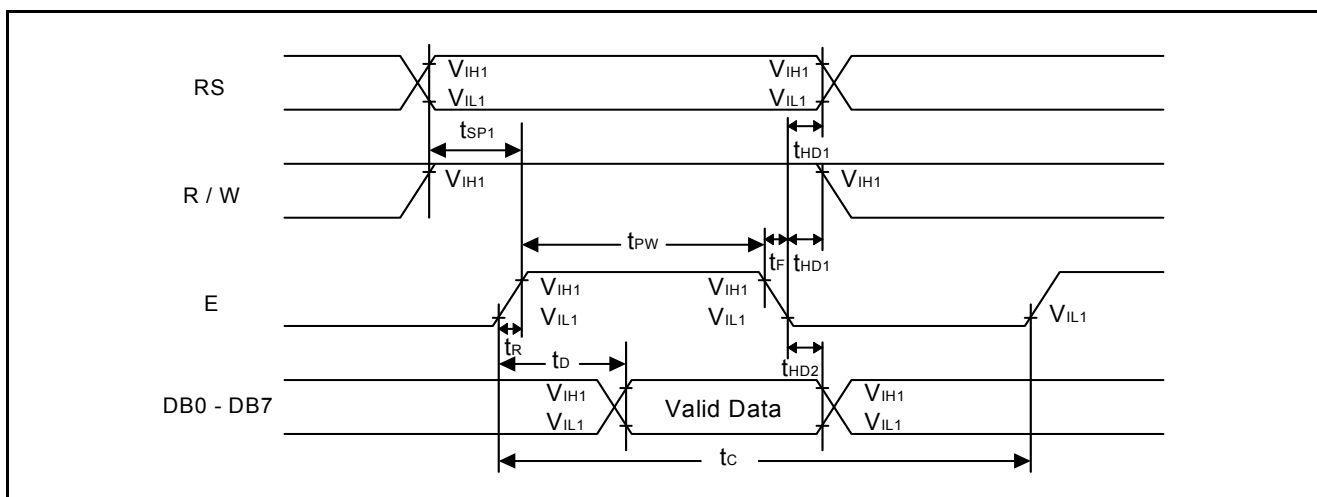 RS
VIH1
VIH1
VIL1
VIL1
tSP1
tHD1
R / W
VIH1
VIH1
tPW
tF
tHD1
E
VIH1
VIH1
VIL1
VIL1
VIL1
tR
tD
tHD2
DB0 - DB7
VIH1
VIH1
VIL1
Valid Data
VIL1
tC